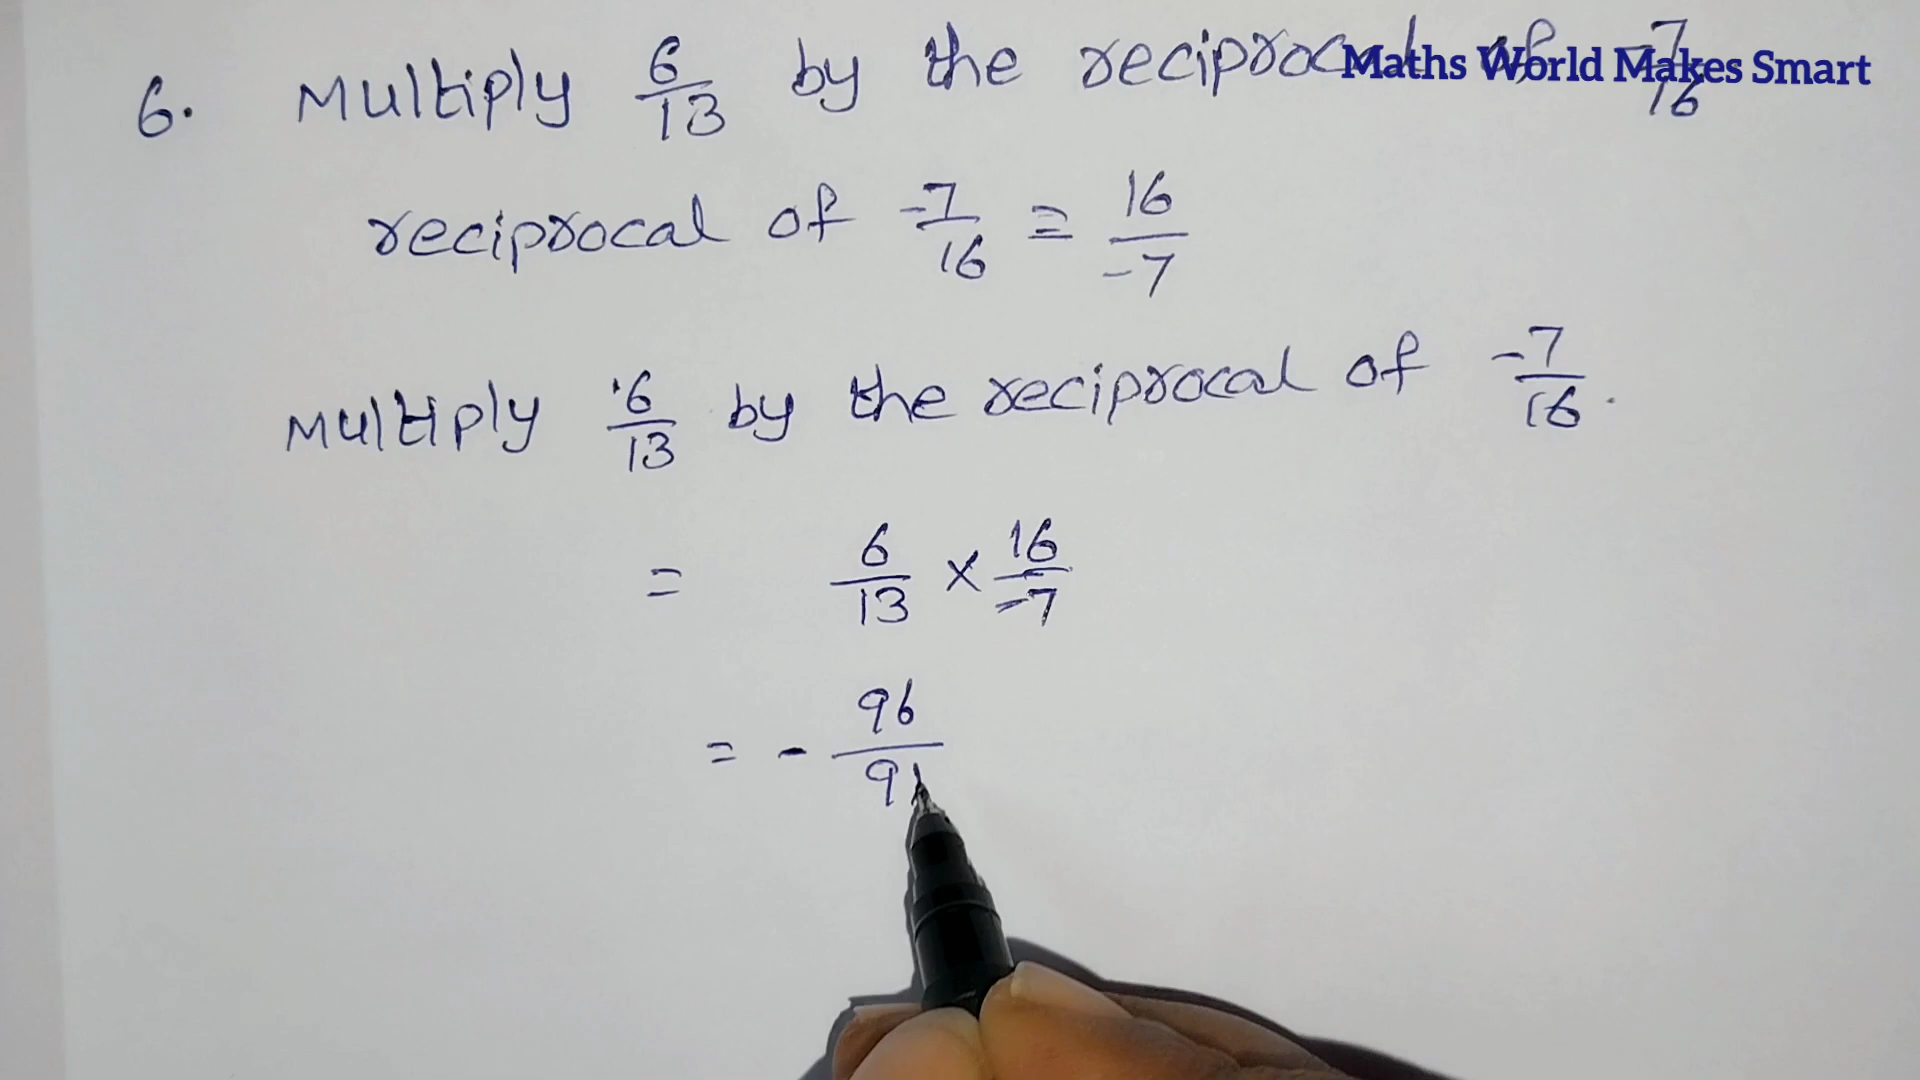 6. Multiply 6/13 by the reciprocal of -7/16
Maths World Makes Smart
reciprocal of -7/16 = 16/-7
Multiply 6/13 by the reciprocal of -7/16.
= 6/13 × 16/-7
= - 96/91